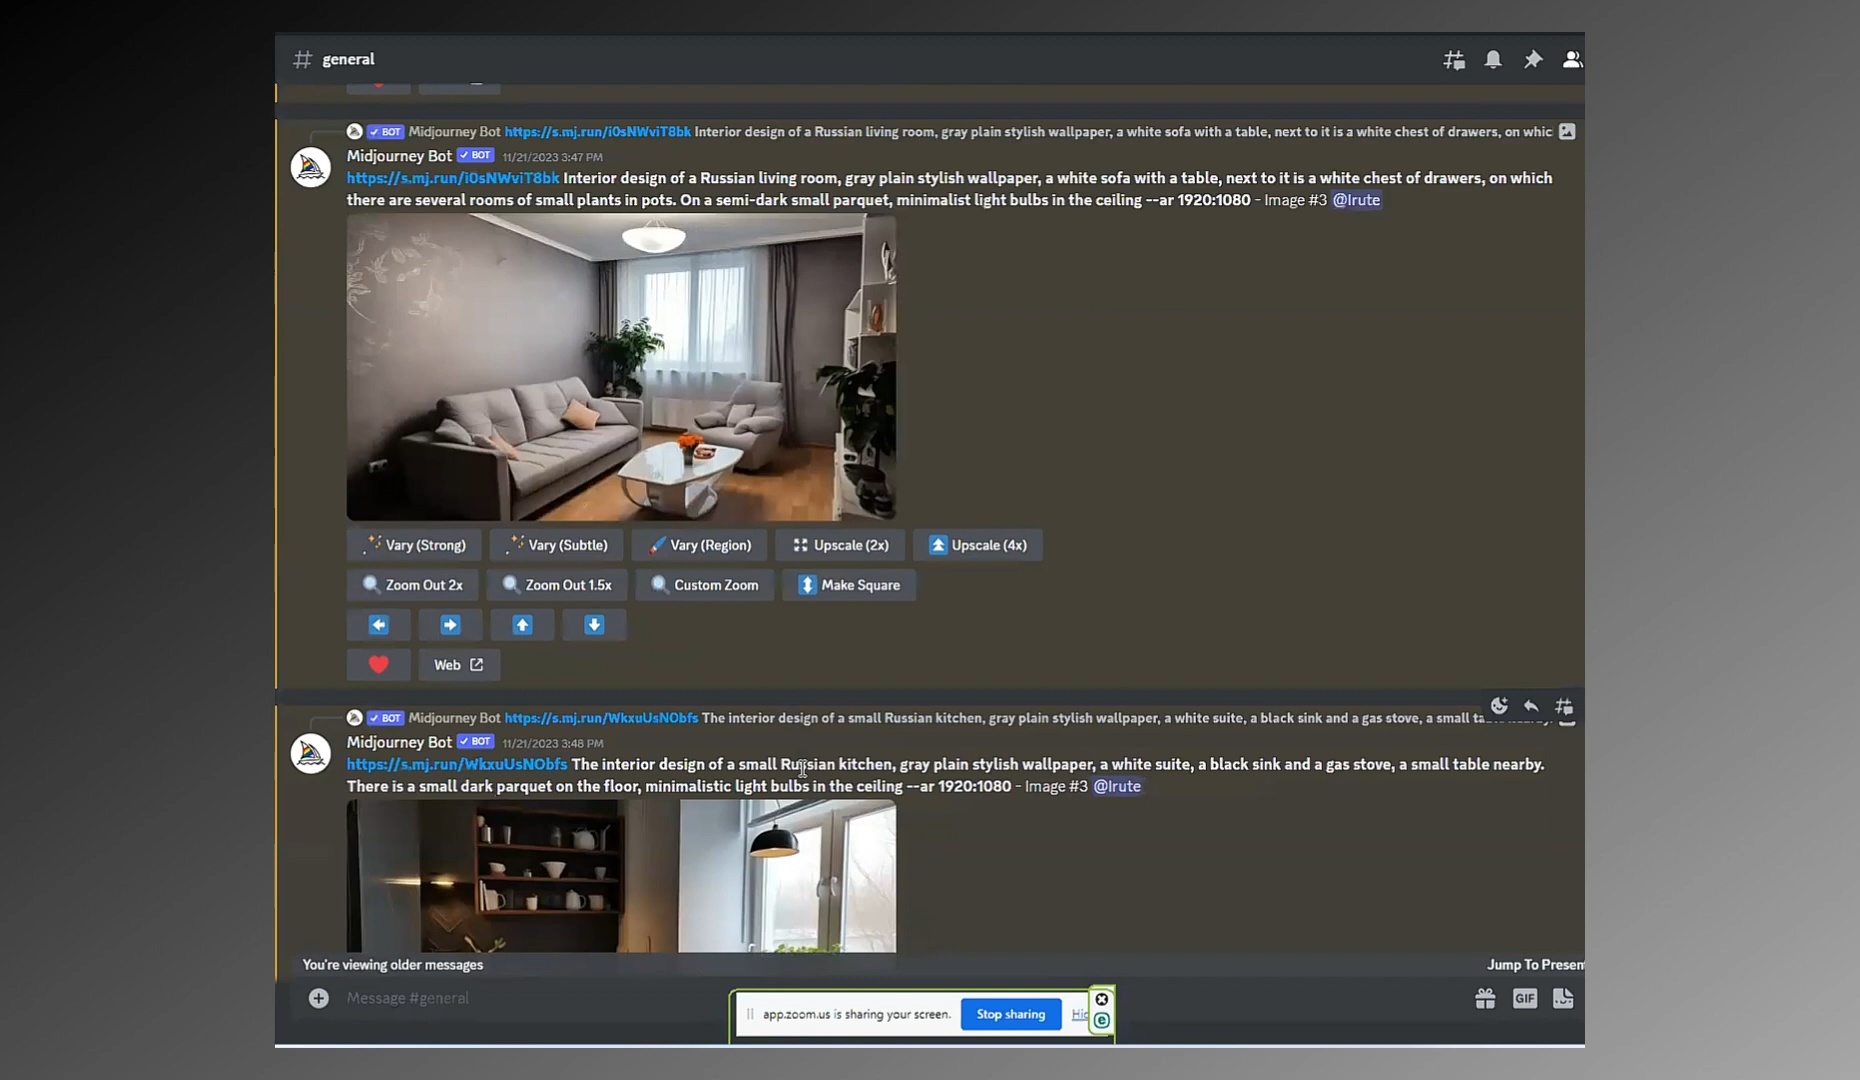 general
BOT Midjourney Bot https://s.mj.run/i0sNWviT8bk Interior design of a Russian living room, gray plain stylish wallpaper, a white sofa with a table, next to it is a white chest of drawers, on whic
Midjourney Bot BOT 11/21/2023 3:47 PM
https://s.mj.run/i0sNWviT8bk Interior design of a Russian living room, gray plain stylish wallpaper, a white sofa with a table, next to it is a white chest of drawers, on which
there are several rooms of small plants in pots. On a semi-dark small parquet, minimalist light bulbs in the ceiling --ar 1920:1080 - Image #3 @Irute
Vary (Strong) Vary (Subtle) Vary (Region) Upscale (2x) Upscale (4x)
Zoom Out 2x Zoom Out 1.5x Custom Zoom Make Square
Web
BOT Midjourney Bot https://s.mj.run/WkxuUsNObfs The interior design of a small Russian kitchen, gray plain stylish wallpaper, a white suite, a black sink and a gas stove, a small table nearby.
Midjourney Bot BOT 11/21/2023 3:48 PM
https://s.mj.run/WkxuUsNObfs The interior design of a small Russian kitchen, gray plain stylish wallpaper, a white suite, a black sink and a gas stove, a small table nearby.
There is a small dark parquet on the floor, minimalistic light bulbs in the ceiling --ar 1920:1080 - Image #3 @Irute
You're viewing older messages Jump To Presen
Message #general GIF
app.zoom.us is sharing your screen. Stop sharing Hid